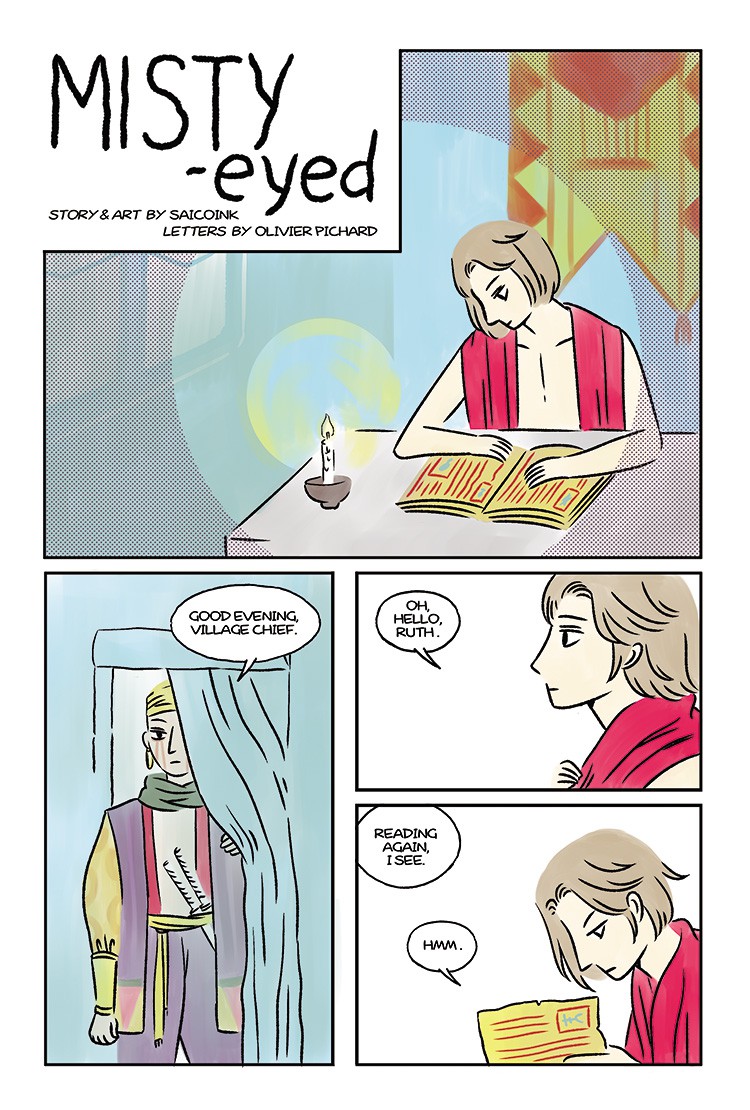 MISTY
-eyed
STORY & ART BY SAICOINK
LETTERS BY OLIVIER PICHARD
GOOD EVENING,
VILLAGE CHIEF.
OH,
HELLO,
RUTH.
READING
AGAIN,
I SEE.
HMM.